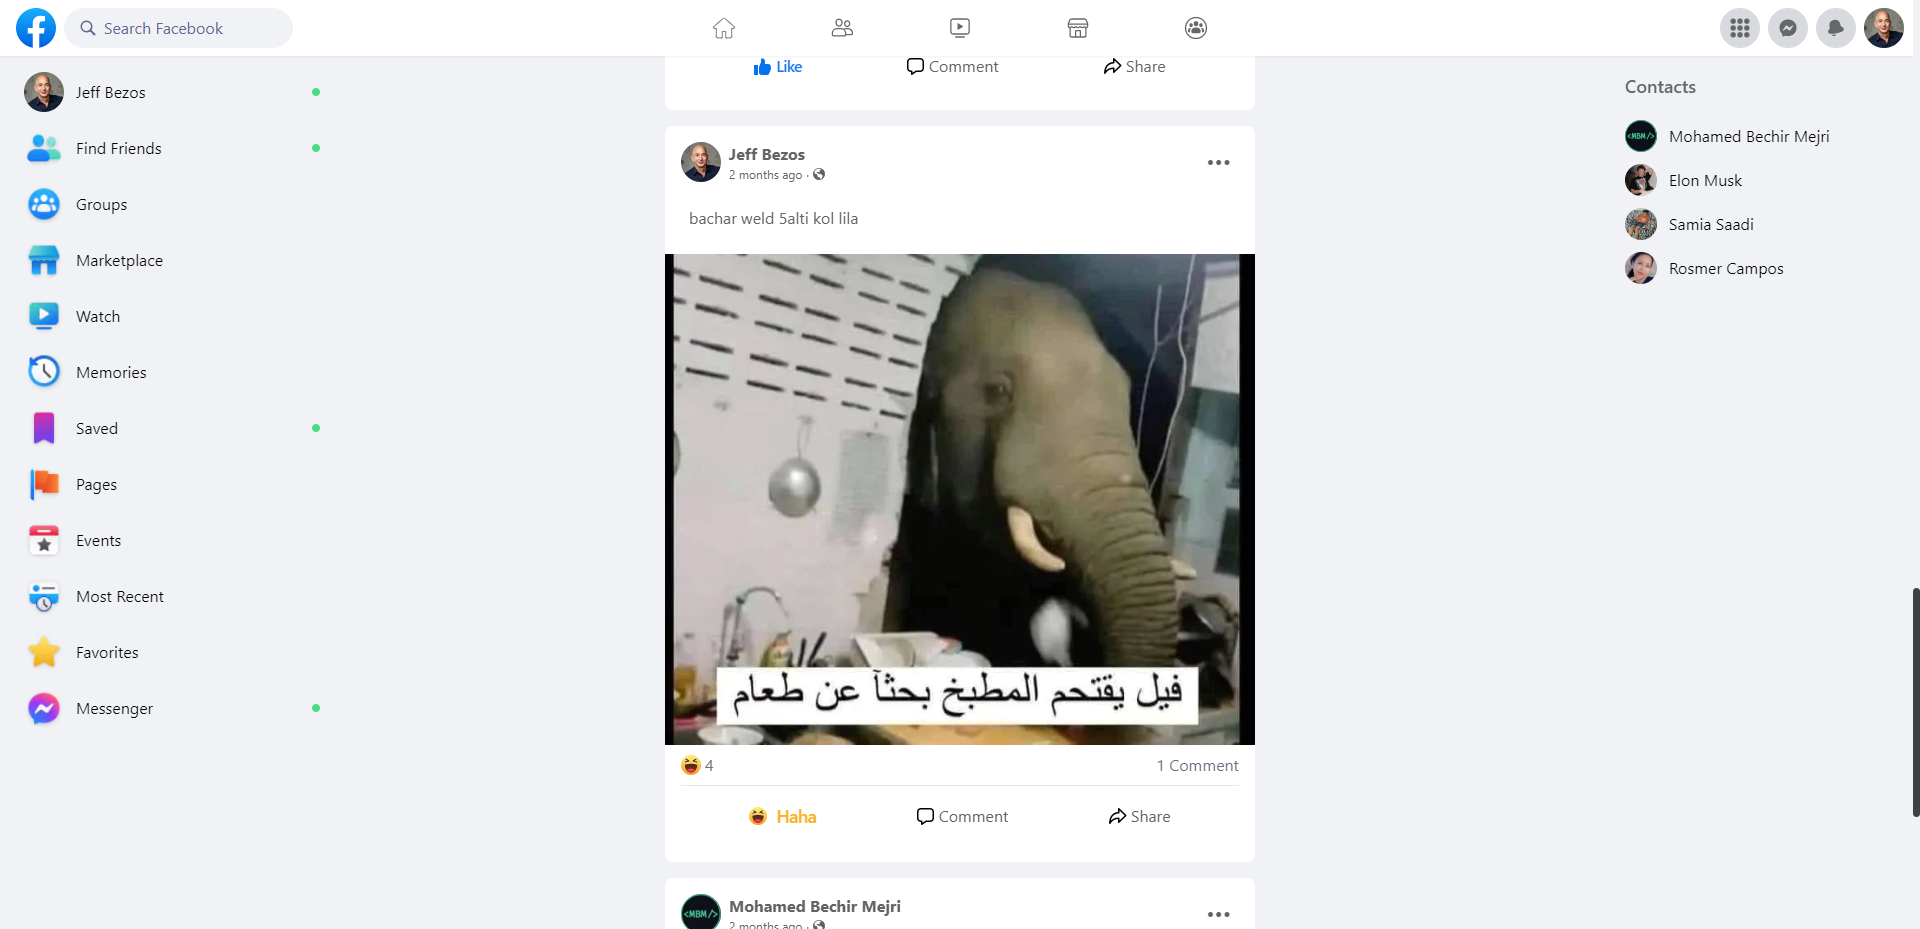 Search Facebook
Jeff Bezos
Find Friends
Groups
Marketplace
Watch
Memories
Saved
Pages
Events
Most Recent
Favorites
Messenger
Like
Comment
Share
Jeff Bezos
2 months ago ·
bachar weld 5alti kol lila
فيل يقتحم المطبخ بحثاً عن طعام
4
1 Comment
Haha
Comment
Share
<MBM/>
Mohamed Bechir Mejri
2 months ago ·
Contacts
<MBM/>
Mohamed Bechir Mejri
Elon Musk
Samia Saadi
Rosmer Campos